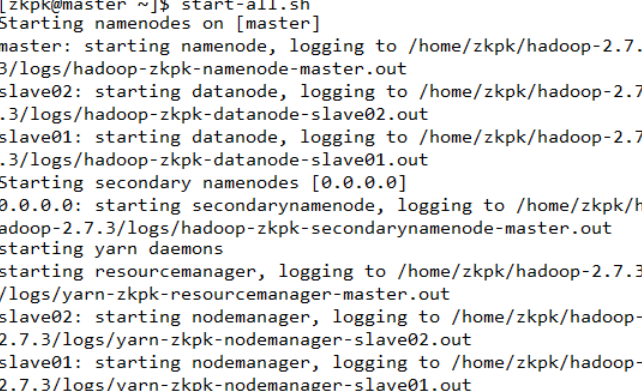 [zkpk@master ~]$ start-all.sh
Starting namenodes on [master]
master: starting namenode, logging to /home/zkpk/hadoop-2.7.
3/logs/hadoop-zkpk-namenode-master.out
slave02: starting datanode, logging to /home/zkpk/hadoop-2.7
.3/logs/hadoop-zkpk-datanode-slave02.out
slave01: starting datanode, logging to /home/zkpk/hadoop-2.7
.3/logs/hadoop-zkpk-datanode-slave01.out
Starting secondary namenodes [0.0.0.0]
0.0.0.0: starting secondarynamenode, logging to /home/zkpk/h
adoop-2.7.3/logs/hadoop-zkpk-secondarynamenode-master.out
starting yarn daemons
starting resourcemanager, logging to /home/zkpk/hadoop-2.7.3
/logs/yarn-zkpk-resourcemanager-master.out
slave02: starting nodemanager, logging to /home/zkpk/hadoop-
2.7.3/logs/yarn-zkpk-nodemanager-slave02.out
slave01: starting nodemanager, logging to /home/zkpk/hadoop-
2.7.3/logs/yarn-zkpk-nodemanager-slave01.out